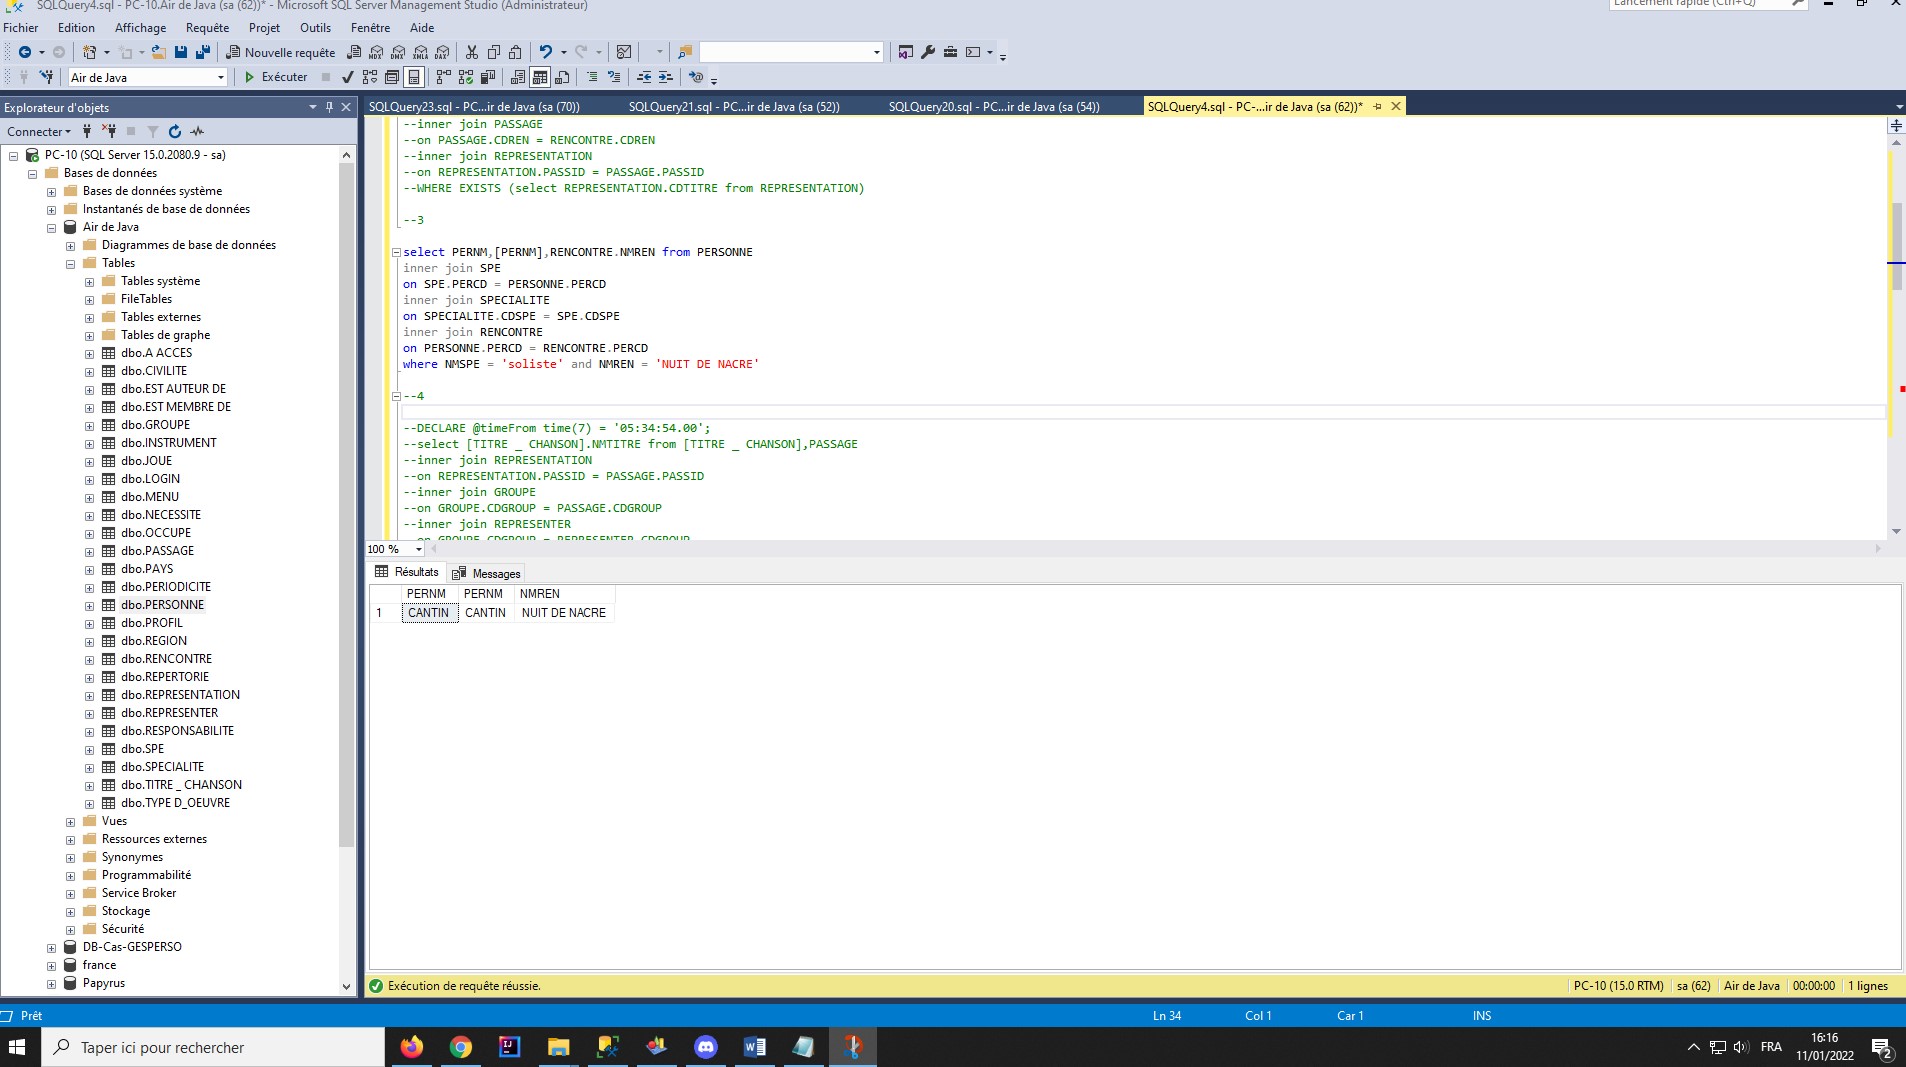 SQLQuery4.sql - PC-10.Air de Java (sa (62))* - Microsoft SQL Server Management Studio (Administrateur)
Lancement rapide (Ctrl+Q)
Fichier Edition Affichage Requête Projet Outils Fenêtre Aide
Nouvelle requête
MDX DMX XMLA DAX
Air de Java
Exécuter
Explorateur d'objets
SQLQuery23.sql - PC...ir de Java (sa (70))
SQLQuery21.sql - PC...ir de Java (sa (52))
SQLQuery20.sql - PC...ir de Java (sa (54))
SQLQuery4.sql - PC-...ir de Java (sa (62))*
Connecter
PC-10 (SQL Server 15.0.2080.9 - sa)
Bases de données
Bases de données système
Instantanés de base de données
Air de Java
Diagrammes de base de données
Tables
Tables système
FileTables
Tables externes
Tables de graphe
dbo.A ACCES
dbo.CIVILITE
dbo.EST AUTEUR DE
dbo.EST MEMBRE DE
dbo.GROUPE
dbo.INSTRUMENT
dbo.JOUE
dbo.LOGIN
dbo.MENU
dbo.NECESSITE
dbo.OCCUPE
dbo.PASSAGE
dbo.PAYS
dbo.PERIODICITE
dbo.PERSONNE
dbo.PROFIL
dbo.REGION
dbo.RENCONTRE
dbo.REPERTORIE
dbo.REPRESENTATION
dbo.REPRESENTER
dbo.RESPONSABILITE
dbo.SPE
dbo.SPECIALITE
dbo.TITRE _ CHANSON
dbo.TYPE D_OEUVRE
Vues
Ressources externes
Synonymes
Programmabilité
Service Broker
Stockage
Sécurité
DB-Cas-GESPERSO
france
Papyrus
--inner join PASSAGE
--on PASSAGE.CDREN = RENCONTRE.CDREN
--inner join REPRESENTATION
--on REPRESENTATION.PASSID = PASSAGE.PASSID
--WHERE EXISTS (select REPRESENTATION.CDTITRE from REPRESENTATION)
--3
select PERNM,[PERNM],RENCONTRE.NMREN from PERSONNE
inner join SPE
on SPE.PERCD = PERSONNE.PERCD
inner join SPECIALITE
on SPECIALITE.CDSPE = SPE.CDSPE
inner join RENCONTRE
on PERSONNE.PERCD = RENCONTRE.PERCD
where NMSPE = 'soliste' and NMREN = 'NUIT DE NACRE'
--4
--DECLARE @timeFrom time(7) = '05:34:54.00';
--select [TITRE _ CHANSON].NMTITRE from [TITRE _ CHANSON],PASSAGE
--inner join REPRESENTATION
--on REPRESENTATION.PASSID = PASSAGE.PASSID
--inner join GROUPE
--on GROUPE.CDGROUP = PASSAGE.CDGROUP
--inner join REPRESENTER
--on GROUPE.CDGROUP = REPRESENTER.CDGROUP
100 %
Résultats Messages
PERNM PERNM NMREN
1 CANTIN CANTIN NUIT DE NACRE
Exécution de requête réussie.
PC-10 (15.0 RTM) sa (62) Air de Java 00:00:00 1 lignes
Prêt
Ln 34 Col 1 Car 1 INS
Taper ici pour rechercher
FRA
16:16
11/01/2022
2